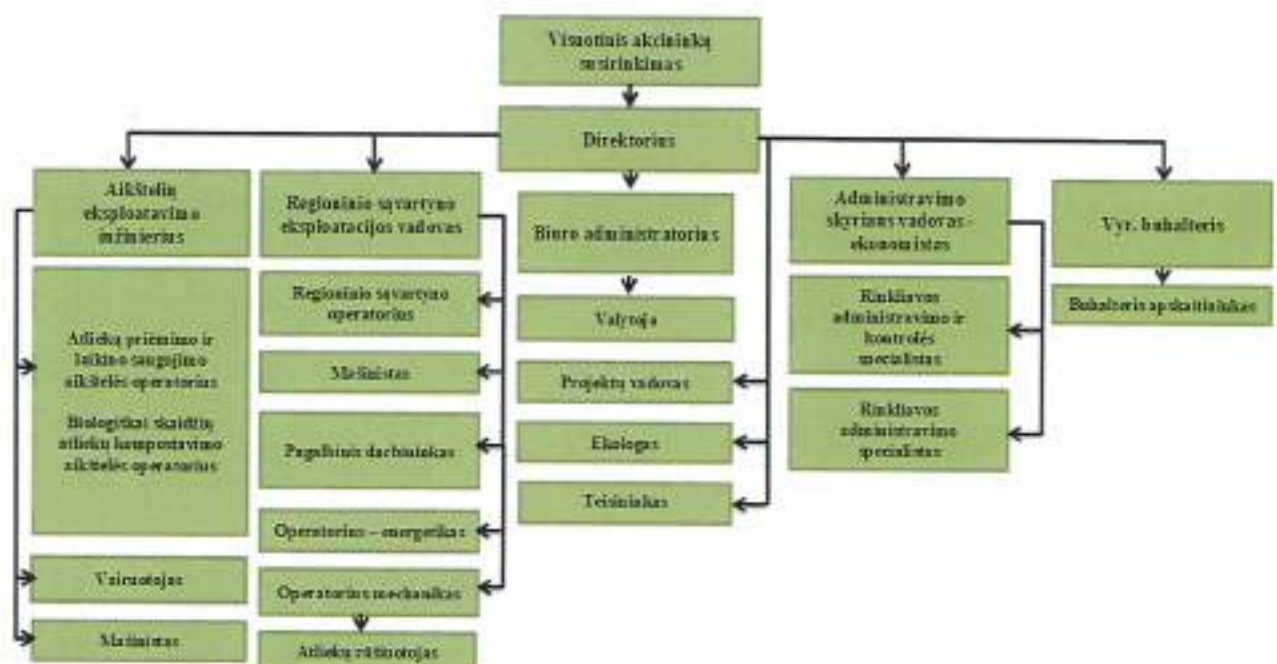 Visuotinis akcininkų
susirinkimas
Direktorius
Aikštelių
eksploatavimo
inžinierius
Atliekų priėmimo ir
laikino saugojimo
aikštelės operatorius
Biologiškai skaidžių
atliekų kompostavimo
aikštelės operatorius
Vairuotojas
Mašinistas
Regioninio sąvartyno
eksploatacijos vadovas
Regioninio sąvartyno
operatorius
Mašinistas
Pagalbinis darbininkas
Operatorius – energetikas
Operatorius mechanikas
Atliekų rūšiuotojas
Biuro administratorius
Valytoja
Projektų vadovas
Ekologas
Teisininkas
Administravimo
skyriaus vadovas -
ekonomistas
Rinkliavos
administravimo ir
kontrolės
specialistas
Rinkliavos
administravimo
specialistas
Vyr. buhalteris
Buhalteris apskaitininkas